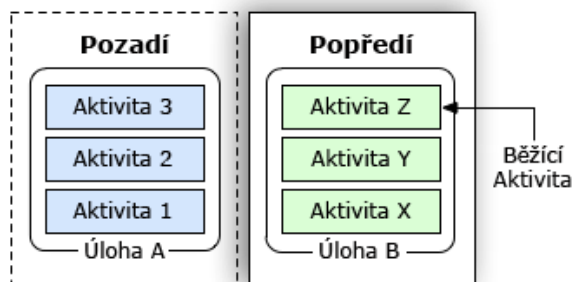 Pozadí
Aktivita 3
Aktivita 2
Aktivita 1
Úloha A
Popředí
Aktivita Z
Aktivita Y
Aktivita X
Úloha B
Běžící
Aktivita